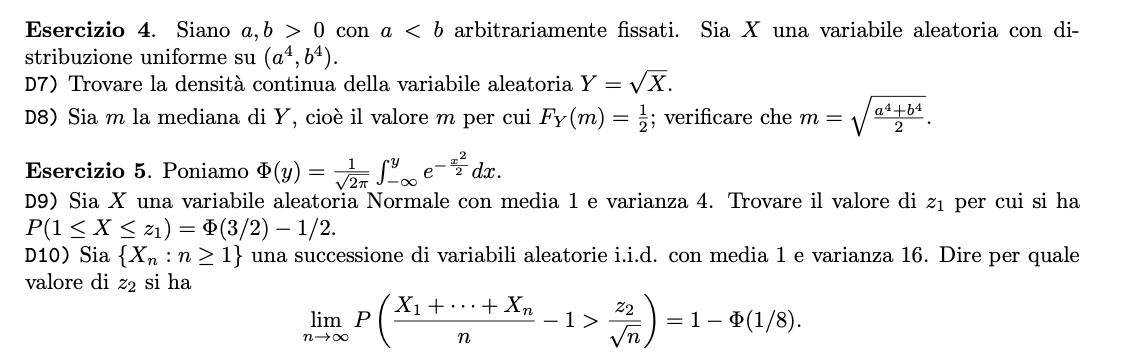 Esercizio 4. Siano a, b > 0 con a < b arbitrariamente fissati. Sia X una variabile aleatoria con di-
stribuzione uniforme su (a⁴, b⁴).
D7) Trovare la densità continua della variabile aleatoria Y = √X.
D8) Sia m la mediana di Y, cioè il valore m per cui F_Y(m) = 1/2; verificare che m = √((a⁴+b⁴)/2).
Esercizio 5. Poniamo Φ(y) = 1/√(2π) ∫_{-∞}^{y} e^{-x²/2} dx.
D9) Sia X una variabile aleatoria Normale con media 1 e varianza 4. Trovare il valore di z₁ per cui si ha
P(1 ≤ X ≤ z₁) = Φ(3/2) − 1/2.
D10) Sia {Xₙ : n ≥ 1} una successione di variabili aleatorie i.i.d. con media 1 e varianza 16. Dire per quale
valore di z₂ si ha
lim_{n→∞} P((X₁ + ··· + Xₙ)/n − 1 > z₂/√n) = 1 − Φ(1/8).